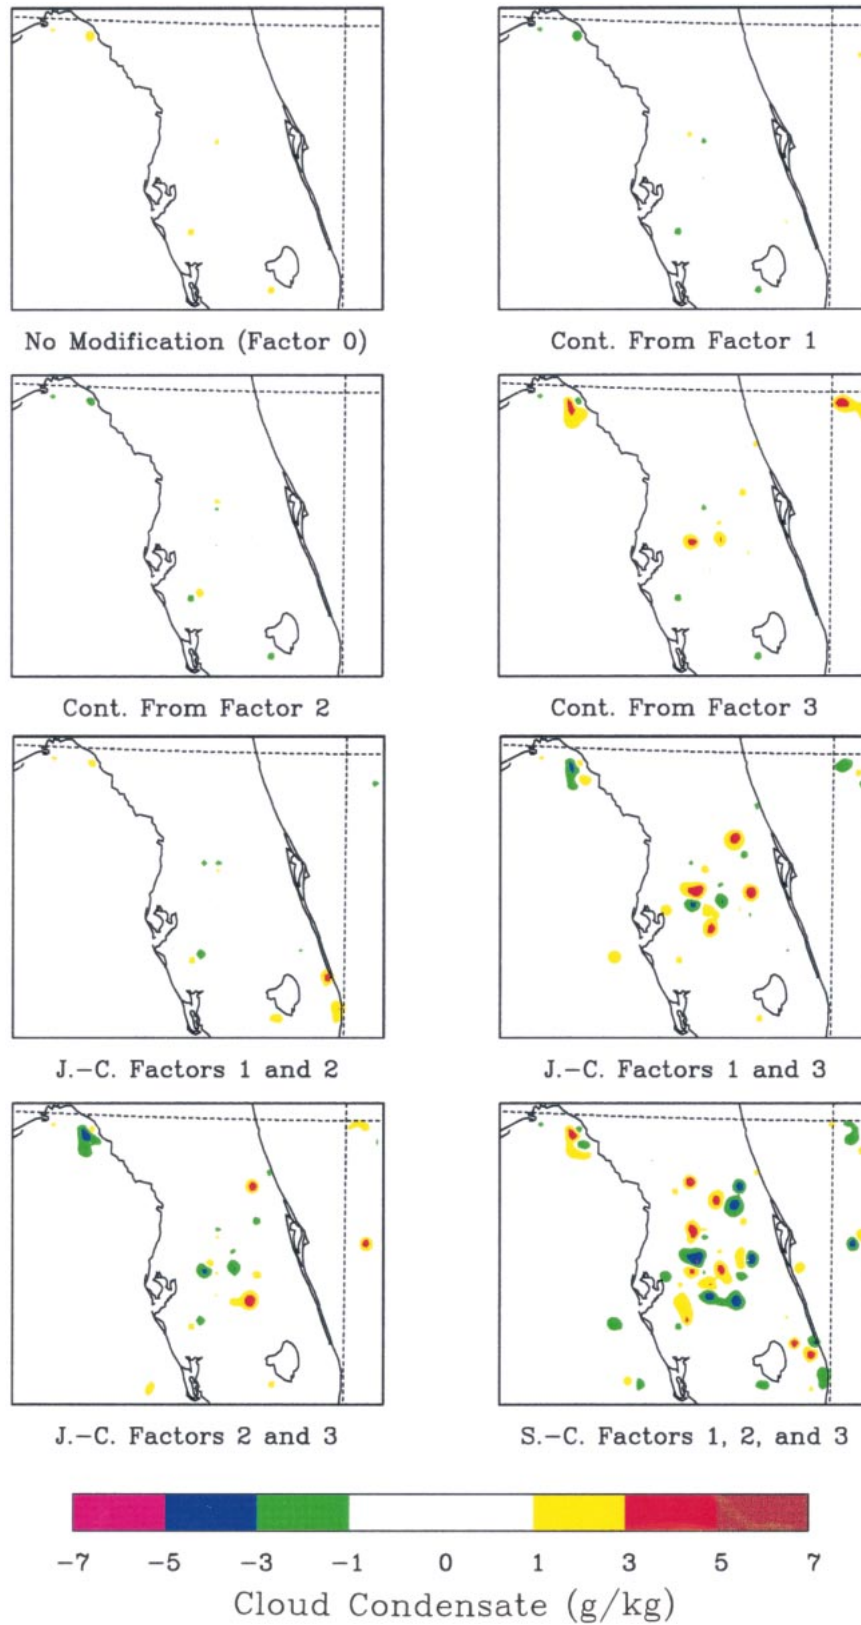 No Modification (Factor 0)
Cont. From Factor 1
Cont. From Factor 2
Cont. From Factor 3
J.-C. Factors 1 and 2
J.-C. Factors 1 and 3
J.-C. Factors 2 and 3
S.-C. Factors 1, 2, and 3
-7 -5 -3 -1 0 1 3 5 7
Cloud Condensate (g/kg)